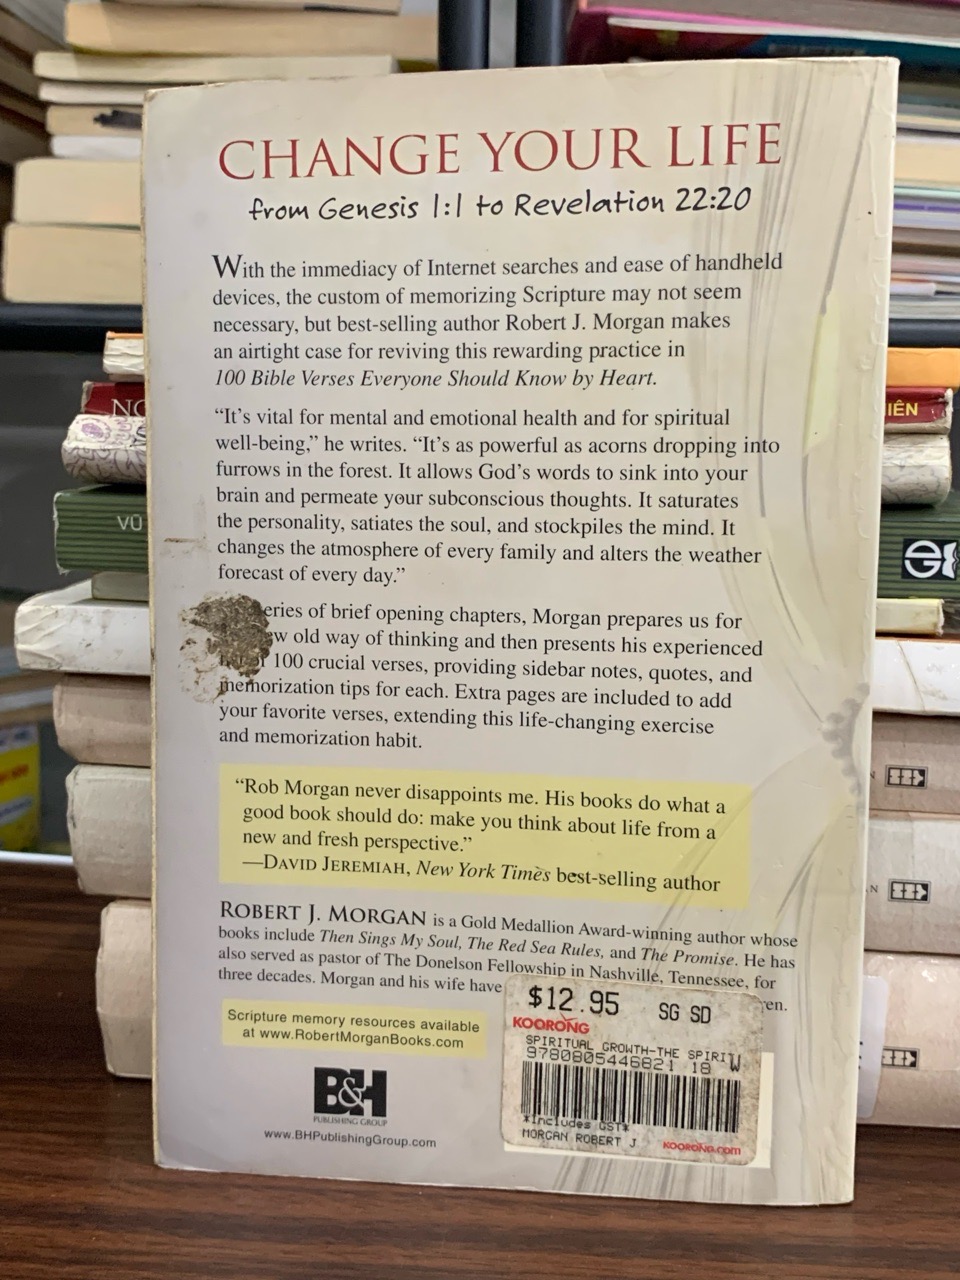 CHANGE YOUR LIFE
from Genesis 1:1 to Revelation 22:20
With the immediacy of Internet searches and ease of handheld
devices, the custom of memorizing Scripture may not seem
necessary, but best-selling author Robert J. Morgan makes
an airtight case for reviving this rewarding practice in
100 Bible Verses Everyone Should Know by Heart.
“It’s vital for mental and emotional health and for spiritual
well-being,” he writes. “It’s as powerful as acorns dropping into
furrows in the forest. It allows God’s words to sink into your
brain and permeate your subconscious thoughts. It saturates
the personality, satiates the soul, and stockpiles the mind. It
changes the atmosphere of every family and alters the weather
forecast of every day.”
eries of brief opening chapters, Morgan prepares us for
ew old way of thinking and then presents his experienced
100 crucial verses, providing sidebar notes, quotes, and
memorization tips for each. Extra pages are included to add
your favorite verses, extending this life-changing exercise
and memorization habit.
“Rob Morgan never disappoints me. His books do what a
good book should do: make you think about life from a
new and fresh perspective.”
—DAVID JEREMIAH, New York Times best-selling author
ROBERT J. MORGAN is a Gold Medallion Award-winning author whose
books include Then Sings My Soul, The Red Sea Rules, and The Promise. He has
also served as pastor of The Donelson Fellowship in Nashville, Tennessee, for
three decades. Morgan and his wife have
ren.
Scripture memory resources available
at www.RobertMorganBooks.com
B&H
PUBLISHING GROUP
www.BHPublishingGroup.com
$12.95 SG SD
KOORONG
SPIRITUAL GROWTH-THE SPIRI W
9780805446821 18
*Includes GST*
MORGAN ROBERT J
KOORONG.com
VŨ
IÊN